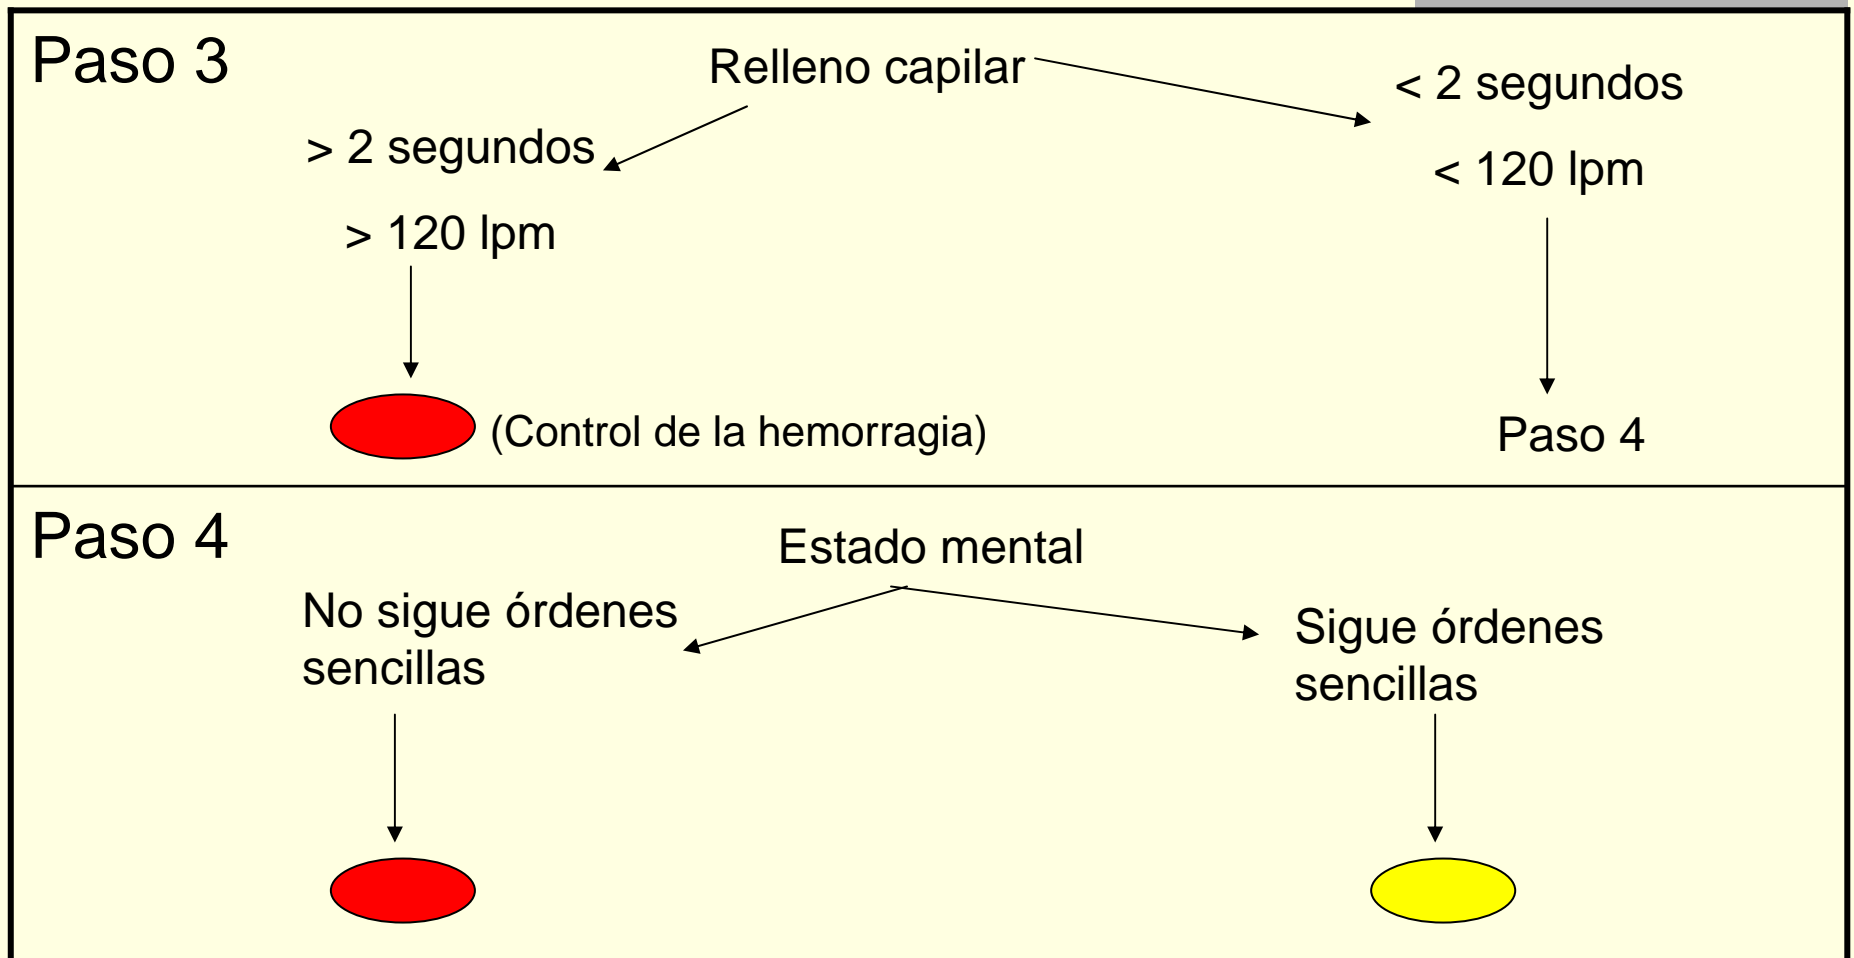 Paso 3
Relleno capilar
> 2 segundos
> 120 lpm
< 2 segundos
< 120 lpm
(Control de la hemorragia)
Paso 4
Paso 4
Estado mental
No sigue órdenes
sencillas
Sigue órdenes
sencillas